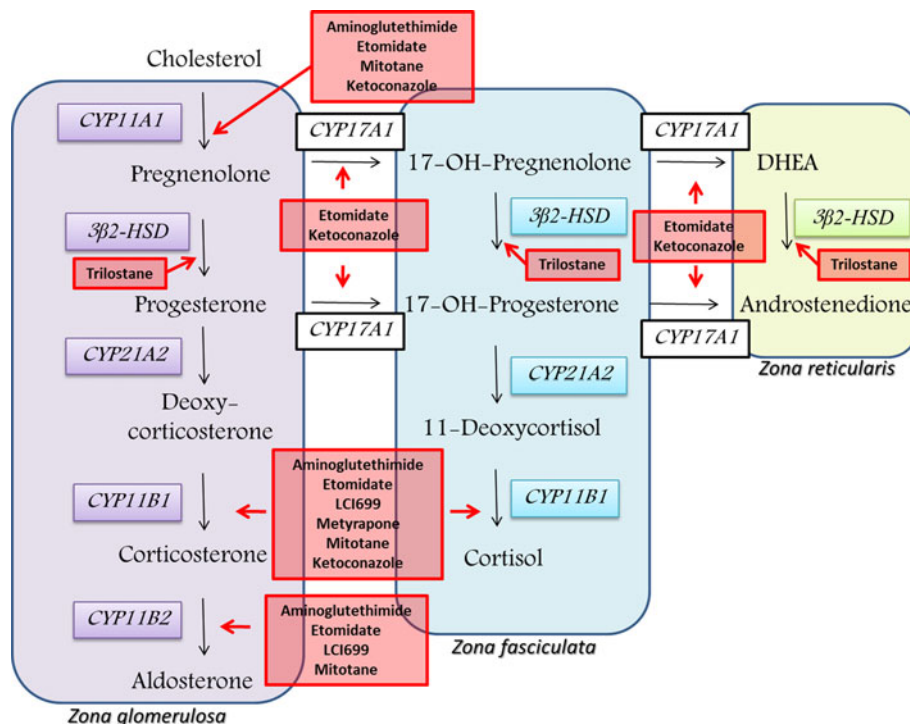 Aminoglutethimide
Etomidate
Mitotane
Ketoconazole
Cholesterol
CYP11A1
CYP17A1
CYP17A1
Pregnenolone
17-OH-Pregnenolone
DHEA
3β2-HSD
Trilostane
Etomidate
Ketoconazole
3β2-HSD
Trilostane
Etomidate
Ketoconazole
3β2-HSD
Trilostane
Progesterone
17-OH-Progesterone
Androstenedione
CYP17A1
CYP17A1
Zona reticularis
CYP21A2
CYP21A2
Deoxy-
corticosterone
11-Deoxycortisol
CYP11B1
Aminoglutethimide
Etomidate
LCI699
Metyrapone
Mitotane
Ketoconazole
CYP11B1
Corticosterone
Cortisol
CYP11B2
Aminoglutethimide
Etomidate
LCI699
Mitotane
Zona fasciculata
Aldosterone
Zona glomerulosa